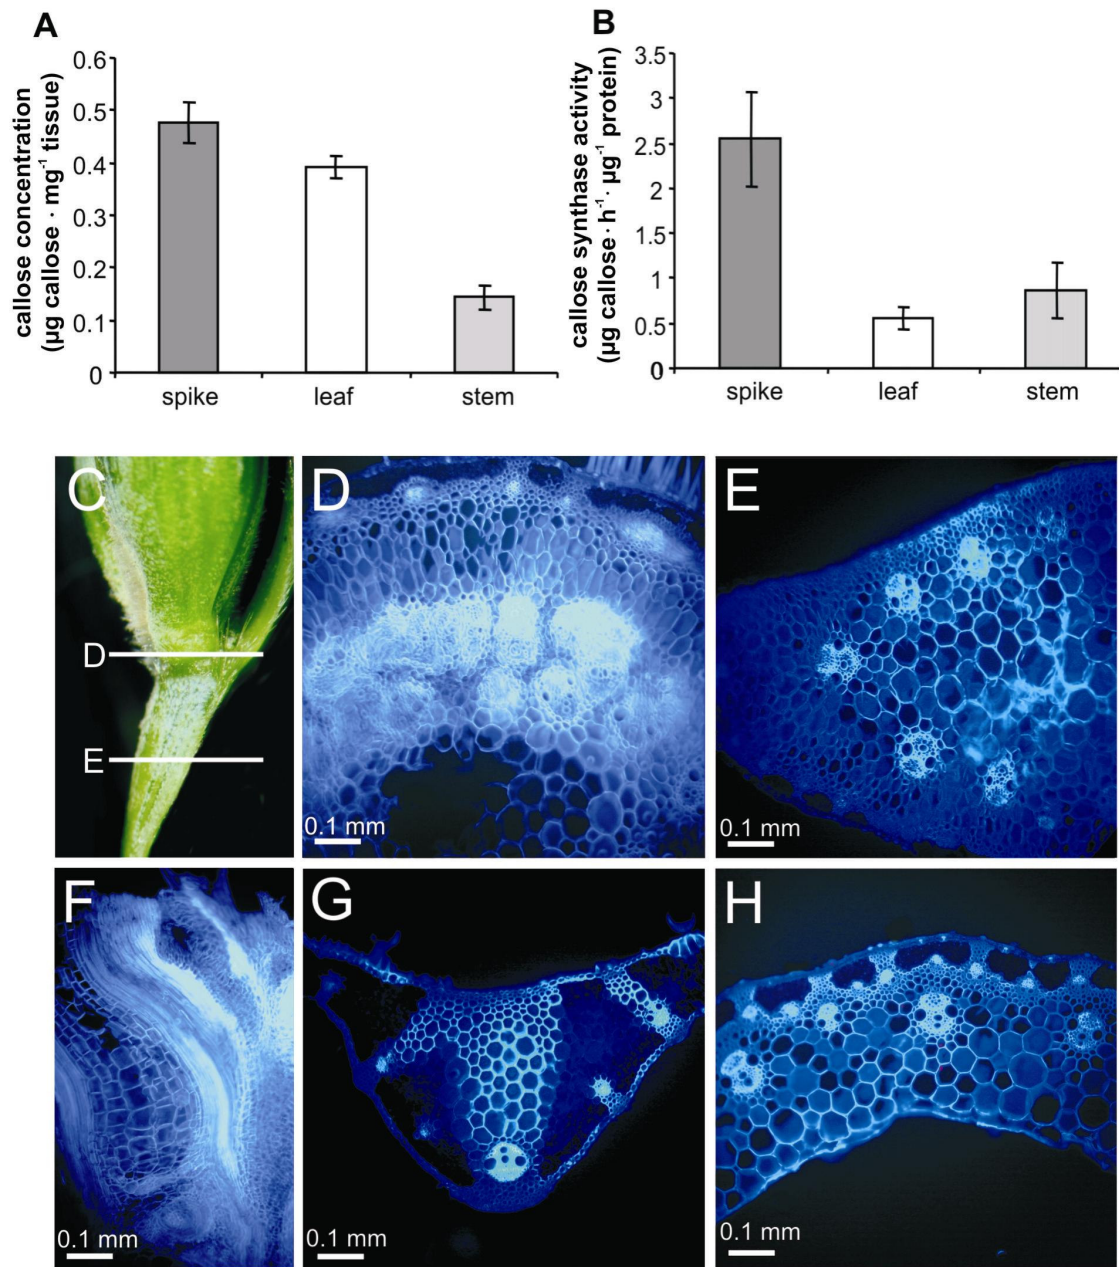 A
callose concentration
(µg callose · mg⁻¹ tissue)
0.6
0.5
0.4
0.3
0.2
0.1
0
spike
leaf
stem
B
callose synthase activity
(µg callose · h⁻¹ · µg⁻¹ protein)
3.5
3
2.5
2
1.5
1
0.5
0
spike
leaf
stem
C
D
E
D
0.1 mm
E
0.1 mm
F
0.1 mm
G
0.1 mm
H
0.1 mm